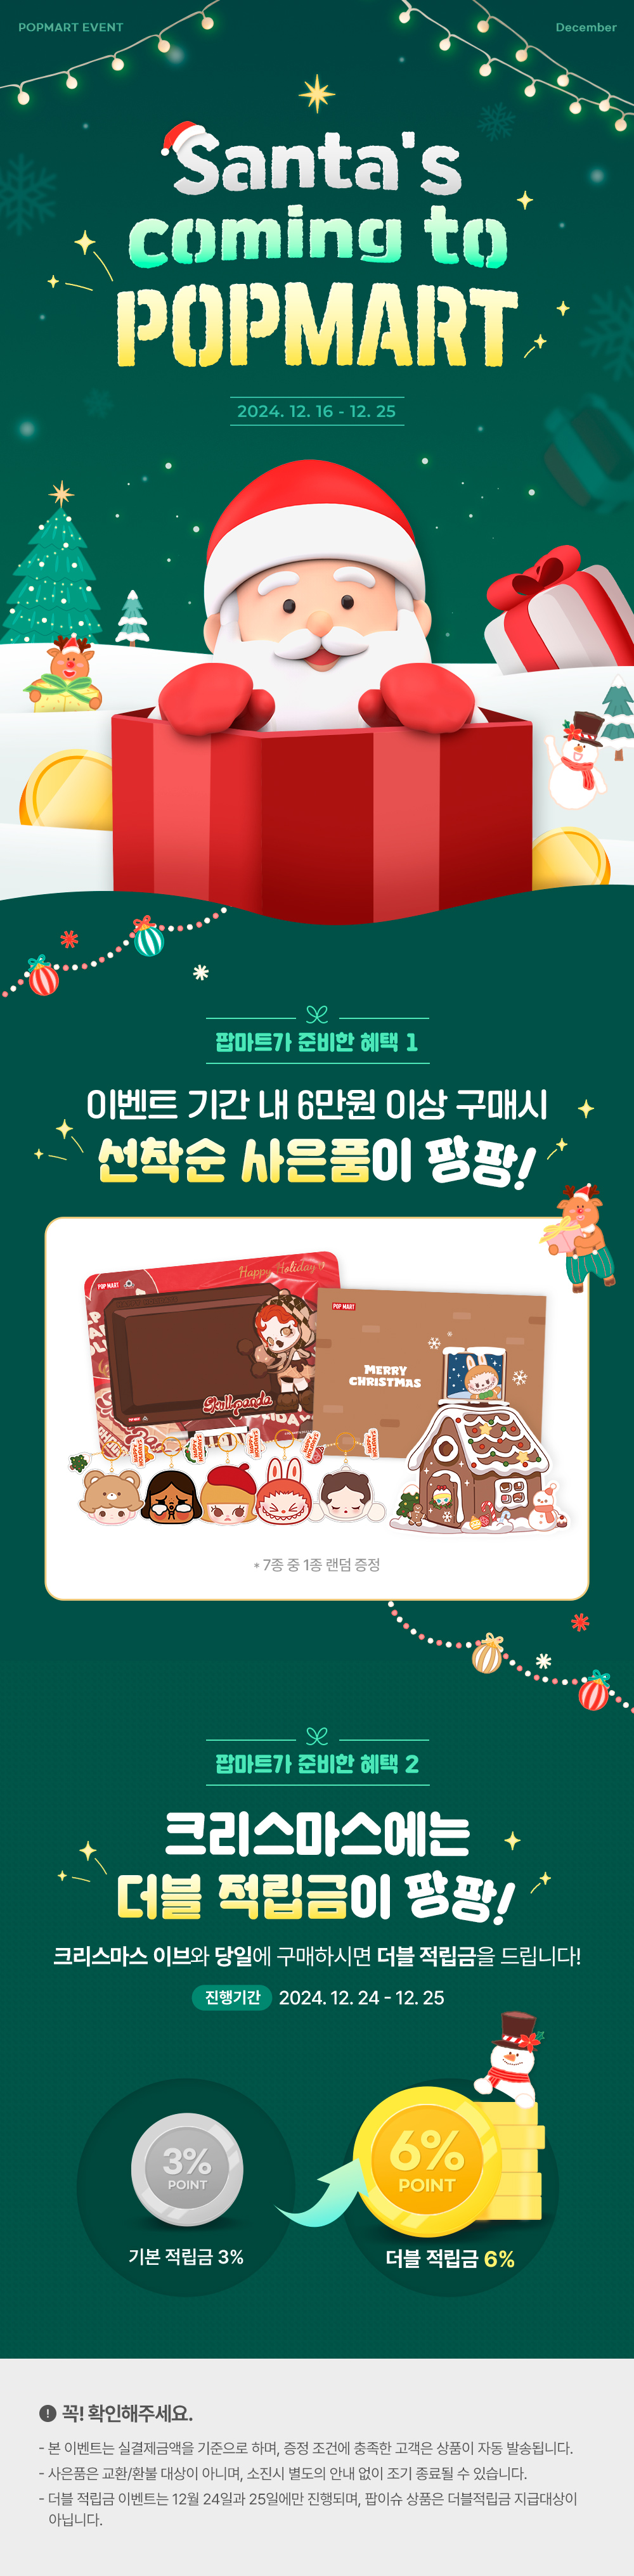 POPMART EVENT
December
Santa's
coming to
POPMART
2024. 12. 16 - 12. 25
팝마트가 준비한 혜택 1
이벤트 기간 내 6만원 이상 구매시
선착순 사은품이 팡팡!
Happy Holiday
POP MART
POP MART
MERRY
CHRISTMAS
Skullpanda
* 7종 중 1종 랜덤 증정
팝마트가 준비한 혜택 2
크리스마스에는
더블 적립금이 팡팡!
크리스마스 이브와 당일에 구매하시면 더블 적립금을 드립니다!
진행기간 2024. 12. 24 - 12. 25
3%
POINT
6%
POINT
기본 적립금 3%
더블 적립금 6%
! 꼭! 확인해주세요.
- 본 이벤트는 실결제금액을 기준으로 하며, 증정 조건에 충족한 고객은 상품이 자동 발송됩니다.
- 사은품은 교환/환불 대상이 아니며, 소진시 별도의 안내 없이 조기 종료될 수 있습니다.
- 더블 적립금 이벤트는 12월 24일과 25일에만 진행되며, 팝이슈 상품은 더블적립금 지급대상이
아닙니다.